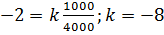 −2 = k 1000/4000; k = −8